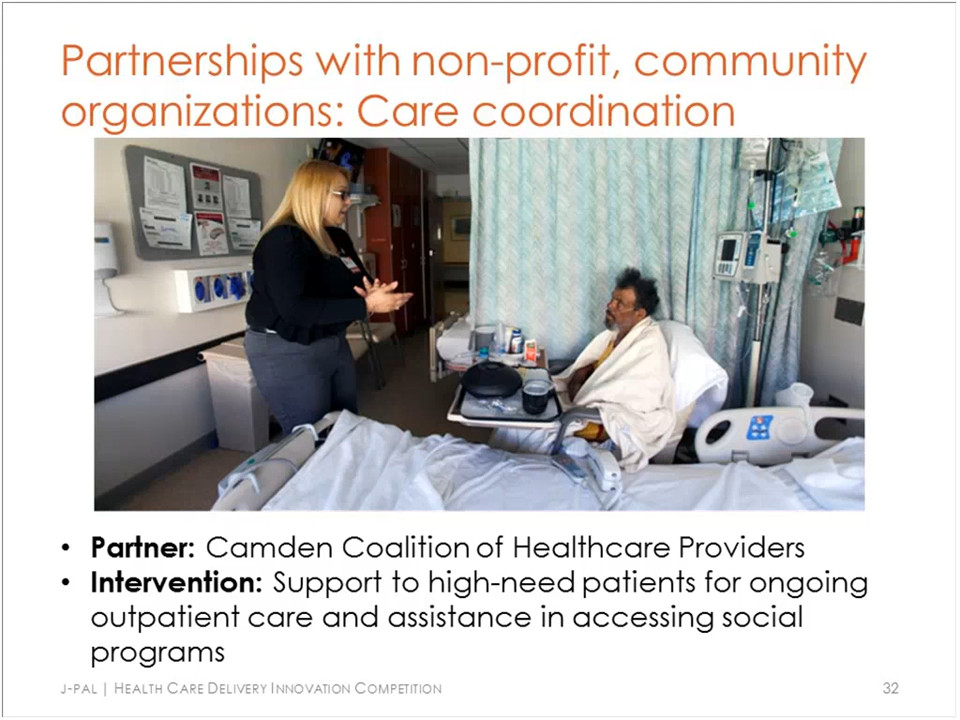 Partnerships with non-profit, community
organizations: Care coordination
• Partner: Camden Coalition of Healthcare Providers
• Intervention: Support to high-need patients for ongoing
outpatient care and assistance in accessing social
programs
J-PAL | HEALTH CARE DELIVERY INNOVATION COMPETITION
32